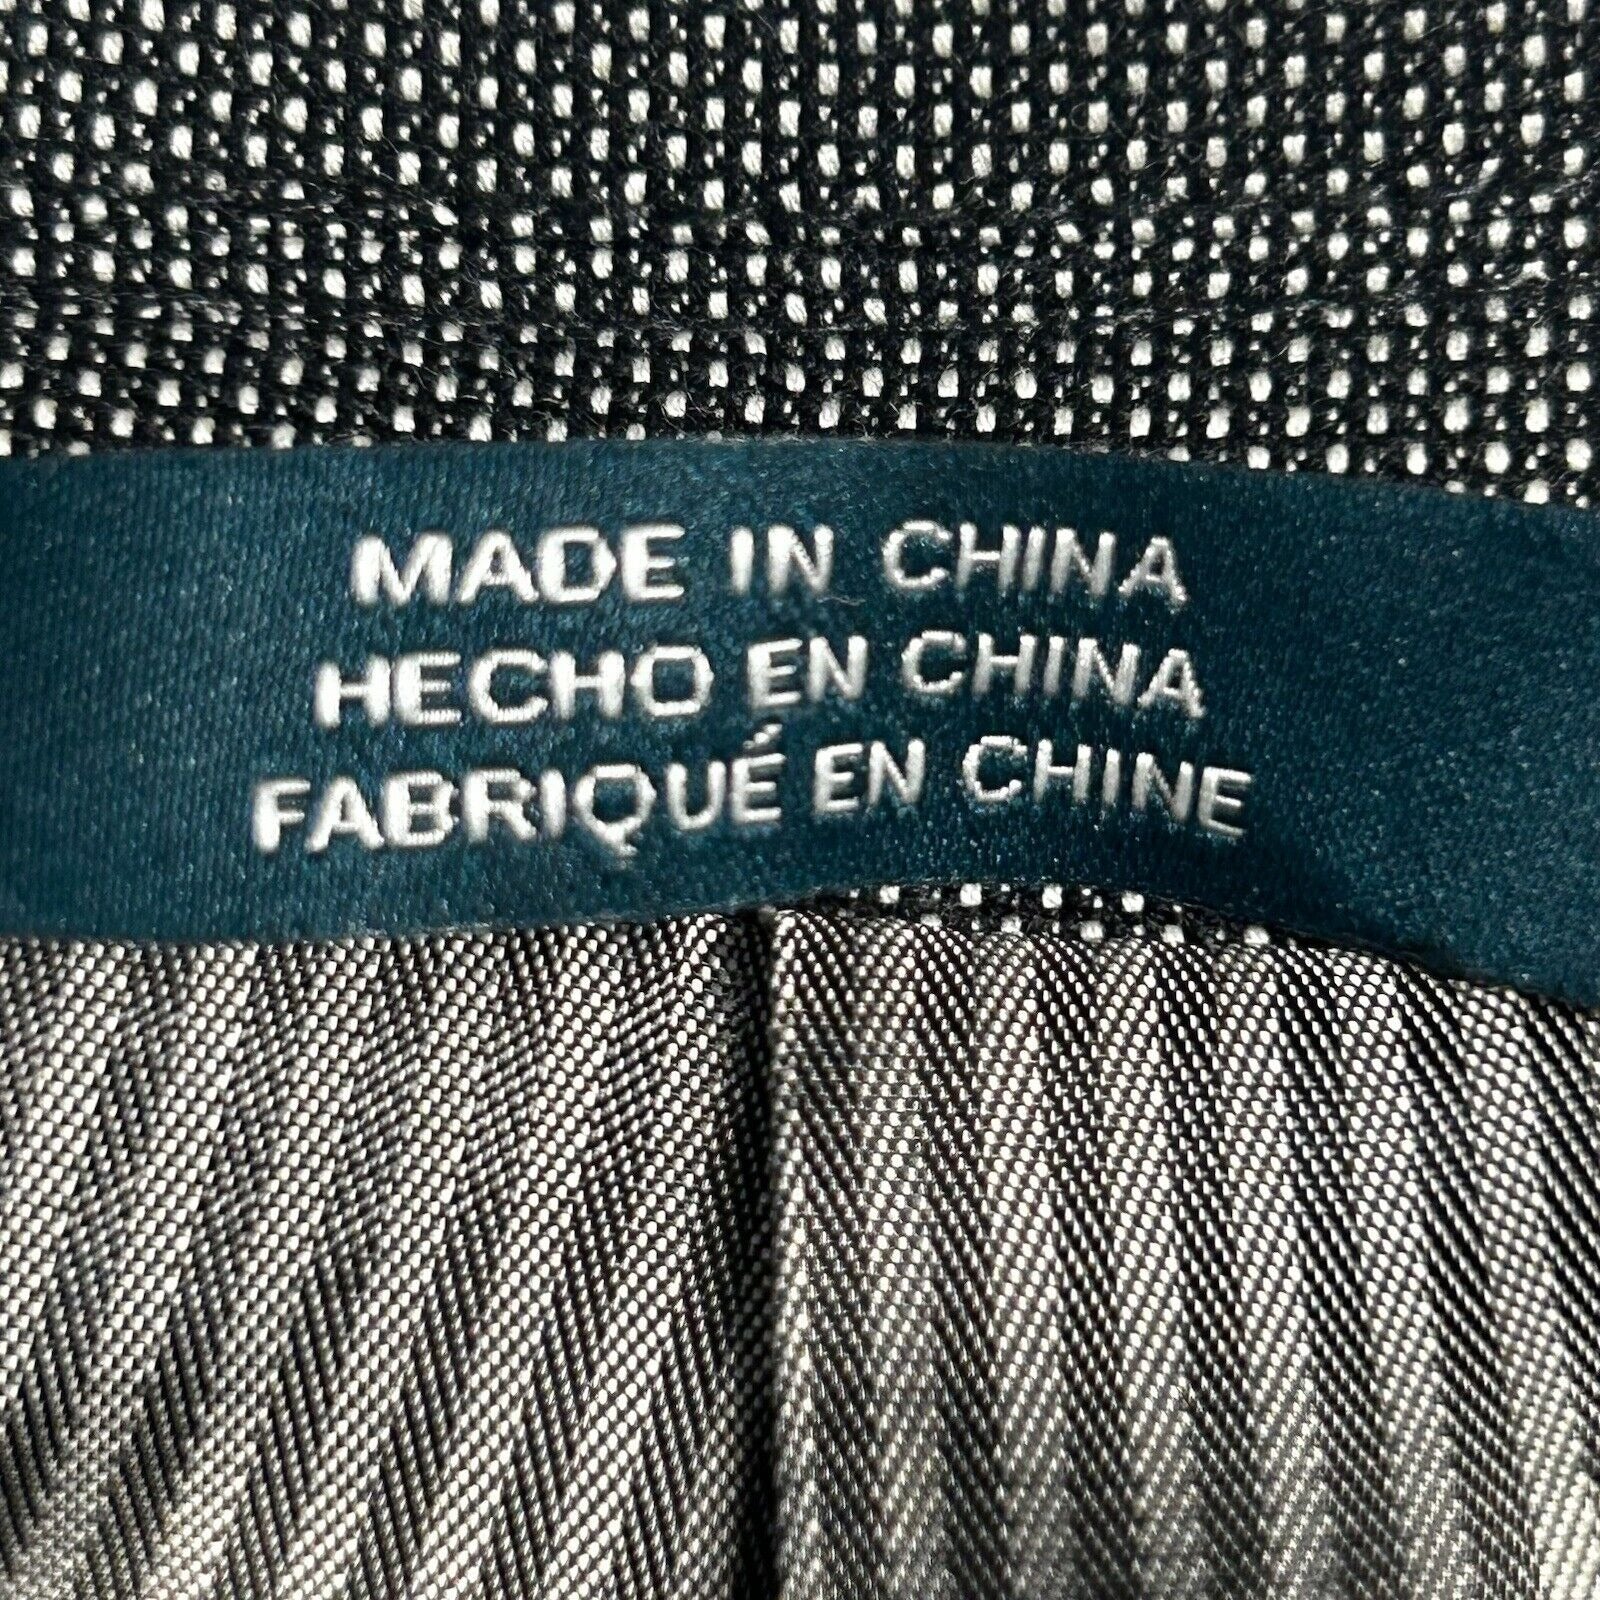 MADE IN CHINA
HECHO EN CHINA
FABRIQUÉ EN CHINE